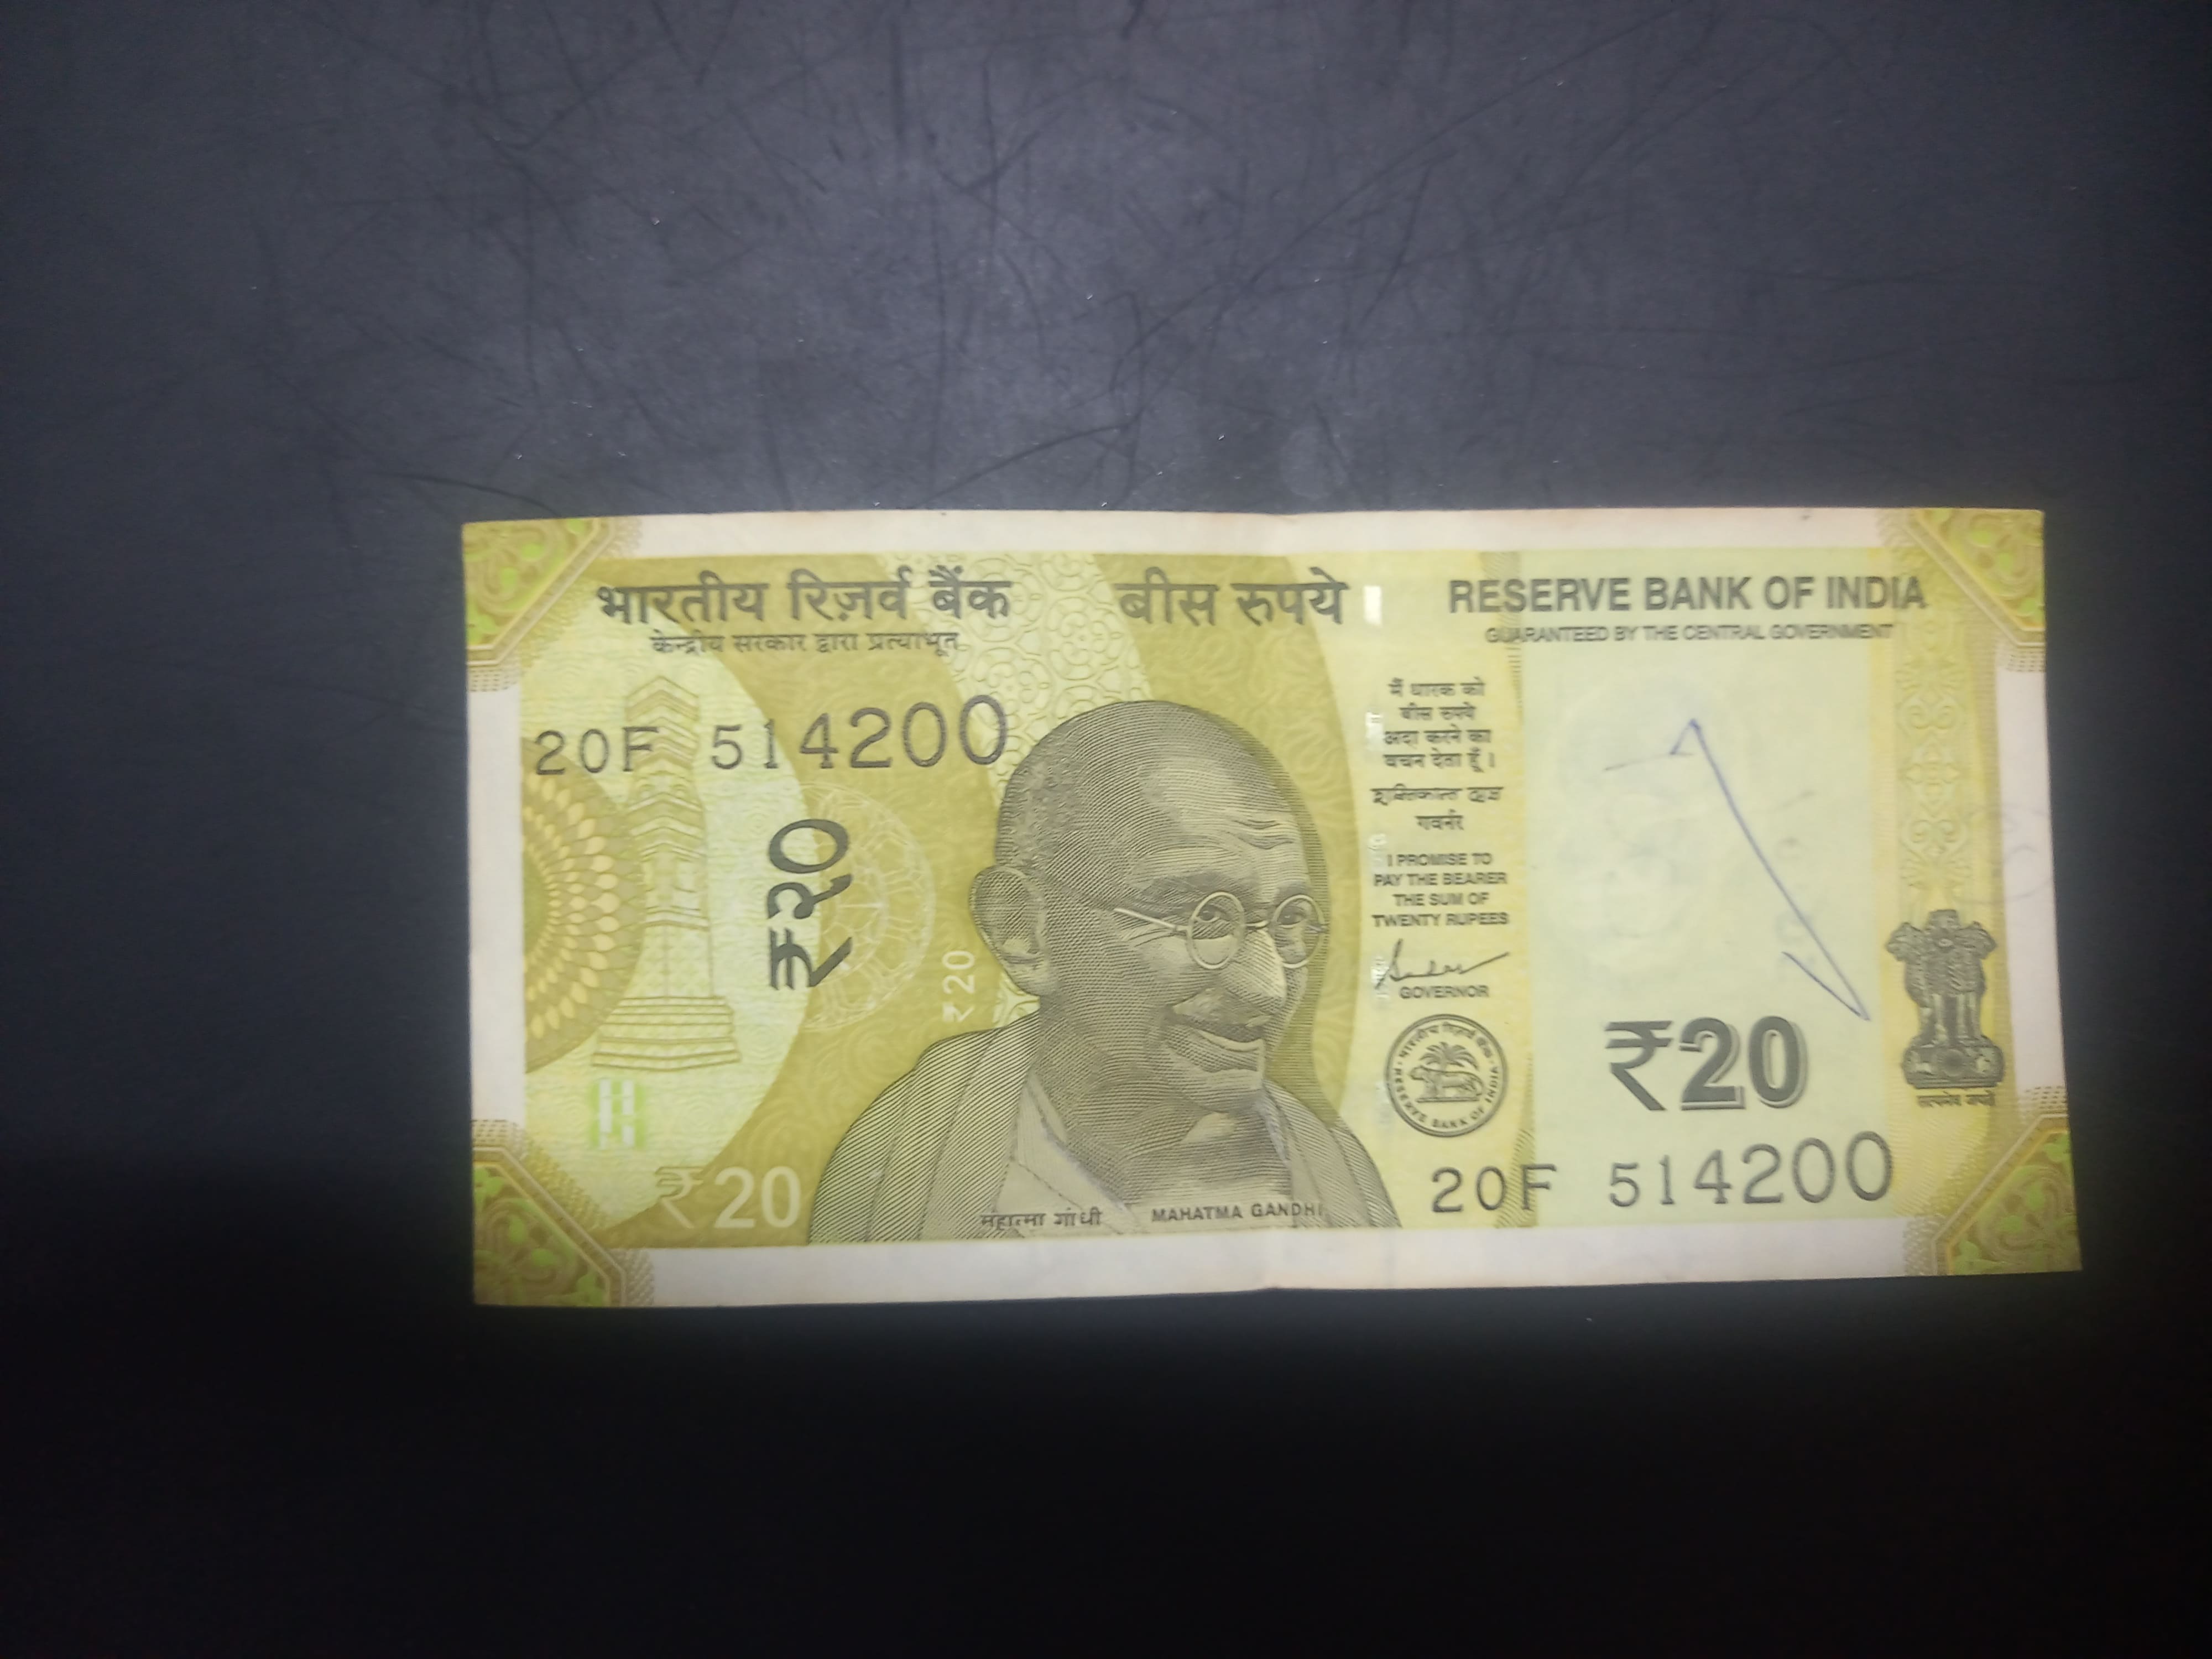 भारतीय रिज़र्व बैंक
केन्द्रीय सरकार द्वारा प्रत्याभूत
बीस रुपये
RESERVE BANK OF INDIA
GUARANTEED BY THE CENTRAL GOVERNMENT
20F 514200
₹२०
₹20
₹20
महात्मा गांधी MAHATMA GANDHI
मैं धारक को
बीस रुपये
अदा करने का
वचन देता हूँ।
गवर्नर
I PROMISE TO
PAY THE BEARER
THE SUM OF
TWENTY RUPEES
GOVERNOR
भारतीय रिज़र्व बैंक
RESERVE BANK OF INDIA
₹20
सत्यमेव जयते
20F 514200